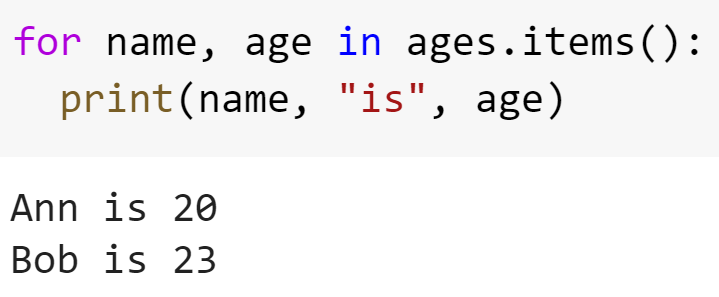 for name, age in ages.items():
  print(name, "is", age)
Ann is 20
Bob is 23